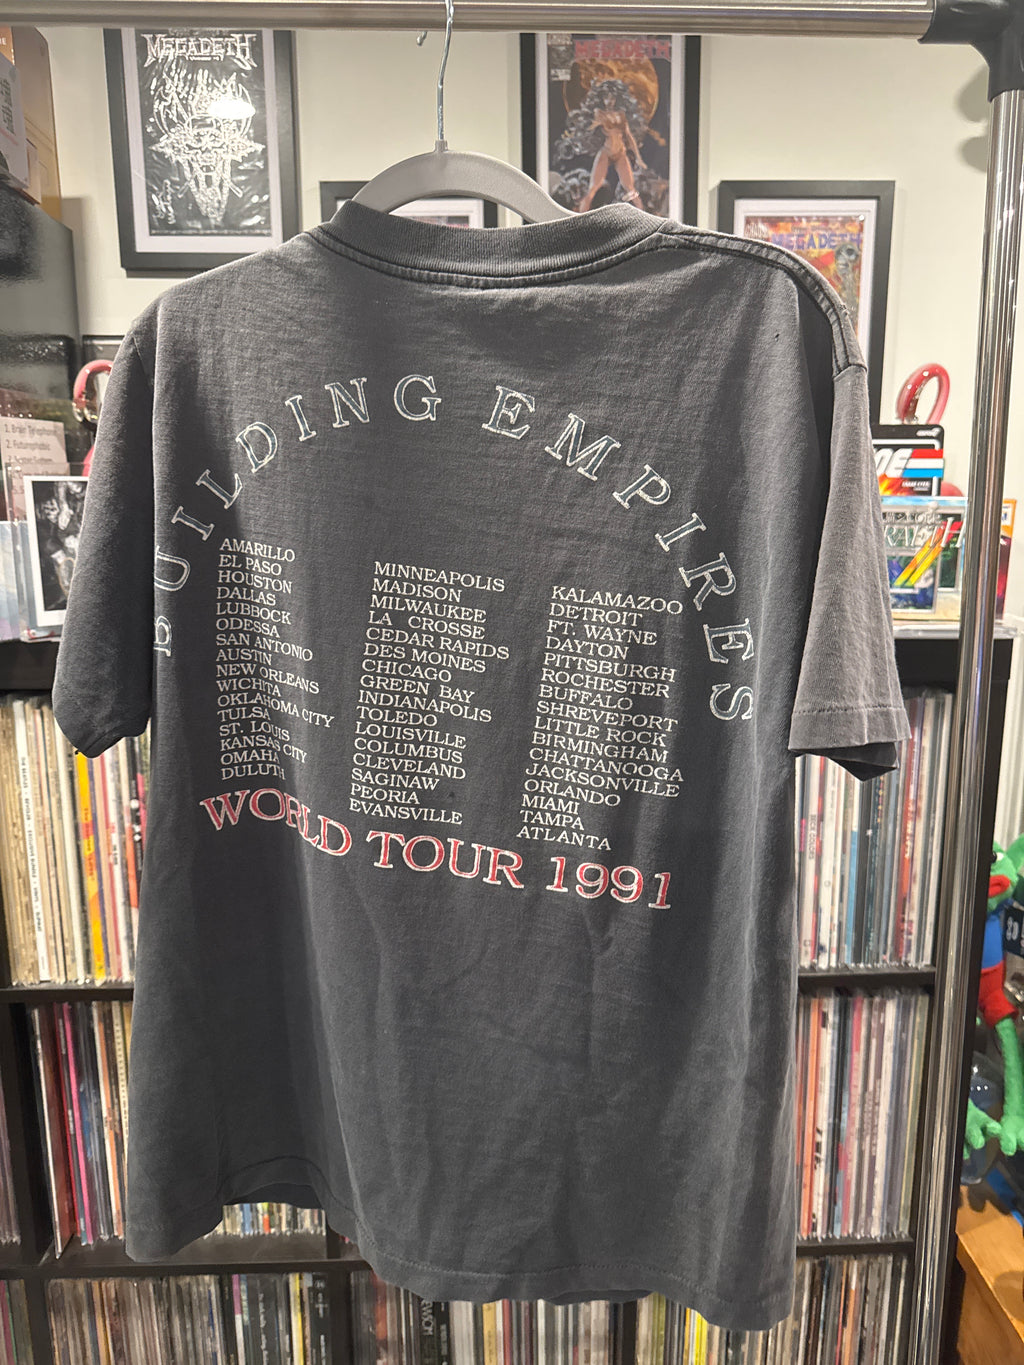 MEGADETH
MEGADETH
MEGADETH
BUILDING EMPIRES
AMARILLO
EL PASO
HOUSTON
DALLAS
LUBBOCK
ODESSA
SAN ANTONIO
AUSTIN
NEW ORLEANS
WICHITA
OKLAHOMA CITY
TULSA
ST. LOUIS
KANSAS CITY
OMAHA
DULUTH
MINNEAPOLIS
MADISON
MILWAUKEE
LA CROSSE
CEDAR RAPIDS
DES MOINES
CHICAGO
GREEN BAY
INDIANAPOLIS
TOLEDO
LOUISVILLE
COLUMBUS
CLEVELAND
SAGINAW
PEORIA
EVANSVILLE
KALAMAZOO
DETROIT
FT. WAYNE
DAYTON
PITTSBURGH
ROCHESTER
BUFFALO
SHREVEPORT
LITTLE ROCK
BIRMINGHAM
CHATTANOOGA
JACKSONVILLE
ORLANDO
MIAMI
TAMPA
ATLANTA
WORLD TOUR 1991